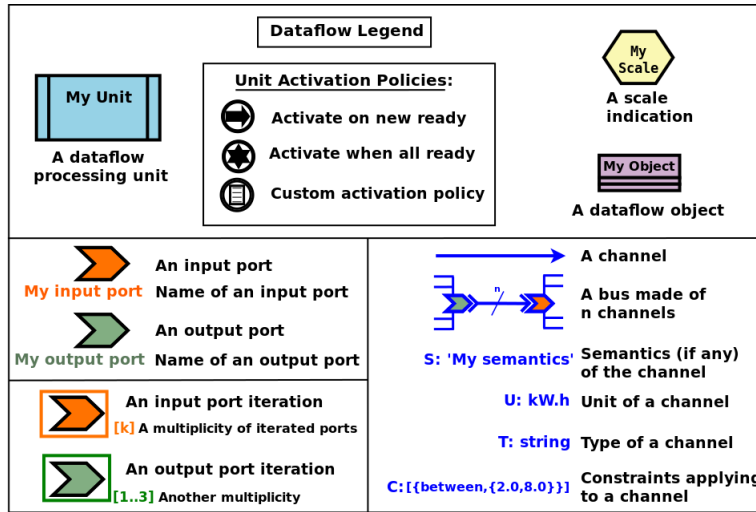 Dataflow Legend
My Unit
A dataflow
processing unit
Unit Activation Policies:
Activate on new ready
Activate when all ready
Custom activation policy
My
Scale
A scale
indication
My Object
A dataflow object
An input port
My input port Name of an input port
An output port
My output port Name of an output port
An input port iteration
[k] A multiplicity of iterated ports
An output port iteration
[1..3] Another multiplicity
A channel
n
A bus made of
n channels
S: 'My semantics' Semantics (if any)
of the channel
U: kW.h Unit of a channel
T: string Type of a channel
C:[{between,{2.0,8.0}}] Constraints applying
to a channel